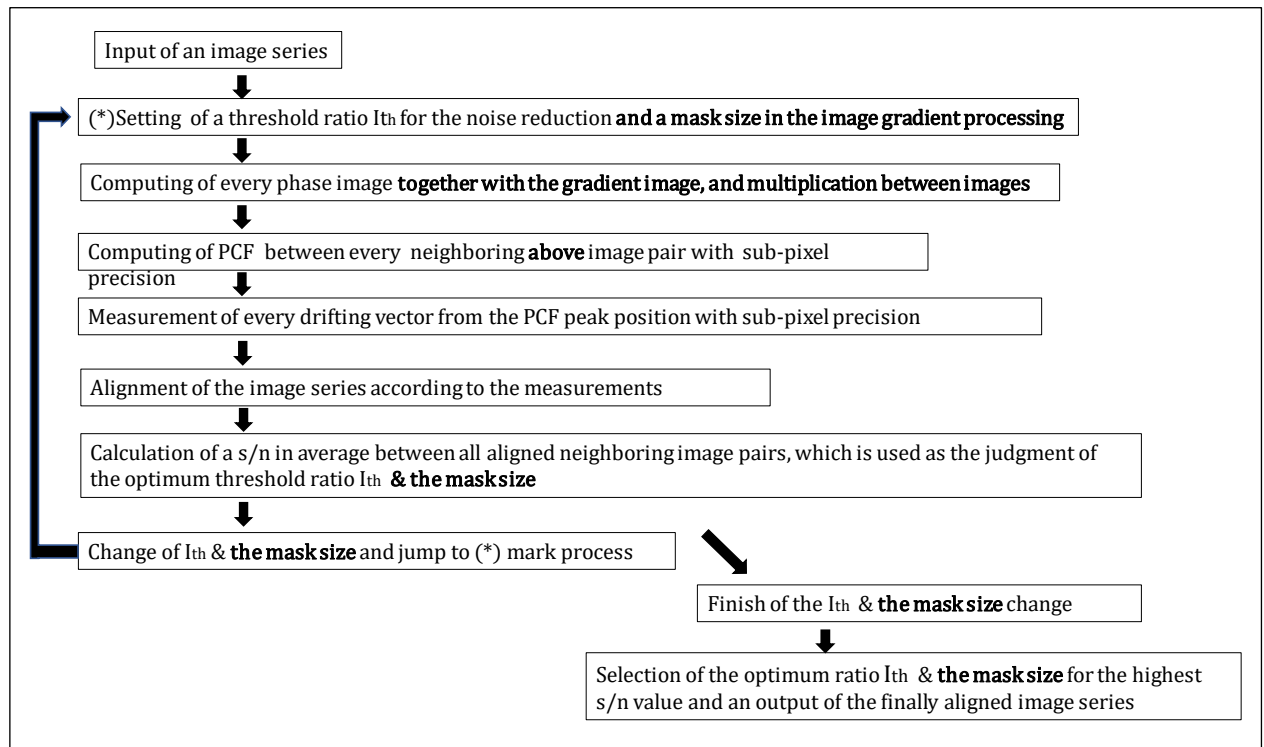 Input of an image series
(*)Setting of a threshold ratio Ith for the noise reduction and a mask size in the image gradient processing
Computing of every phase image together with the gradient image, and multiplication between images
Computing of PCF between every neighboring above image pair with sub-pixel
precision
Measurement of every drifting vector from the PCF peak position with sub-pixel precision
Alignment of the image series according to the measurements
Calculation of a s/n in average between all aligned neighboring image pairs, which is used as the judgment of
the optimum threshold ratio Ith & the mask size
Change of Ith & the mask size and jump to (*) mark process
Finish of the Ith & the mask size change
Selection of the optimum ratio Ith & the mask size for the highest
s/n value and an output of the finally aligned image series